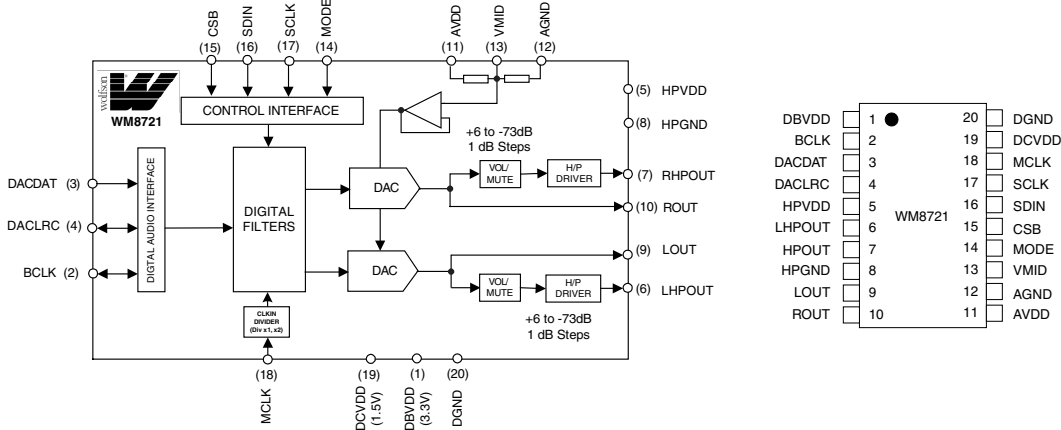 CSB
SDIN
SCLK
MODE
(15)
(16)
(17)
(14)
AVDD
VMID
AGND
(11)
(13)
(12)
wolfson
WM8721
CONTROL INTERFACE
(5) HPVDD
(8) HPGND
+6 to -73dB
1 dB Steps
DACDAT (3)
DACLRC (4)
BCLK (2)
DIGITAL AUDIO INTERFACE
DIGITAL
FILTERS
DAC
VOL/
MUTE
H/P
DRIVER
(7) RHPOUT
(10) ROUT
(9) LOUT
DAC
VOL/
MUTE
H/P
DRIVER
(6) LHPOUT
+6 to -73dB
1 dB Steps
CLKIN
DIVIDER
(Div x1, x2)
(18)
MCLK
(19)
DCVDD
(1.5V)
(1)
DBVDD
(3.3V)
(20)
DGND
DBVDD 1 20 DGND
BCLK 2 19 DCVDD
DACDAT 3 18 MCLK
DACLRC 4 17 SCLK
HPVDD 5 16 SDIN
WM8721
LHPOUT 6 15 CSB
HPOUT 7 14 MODE
HPGND 8 13 VMID
LOUT 9 12 AGND
ROUT 10 11 AVDD